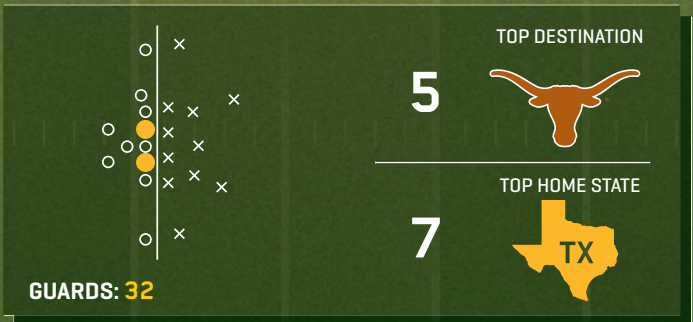 TOP DESTINATION
5
TOP HOME STATE
7
TX
GUARDS: 32